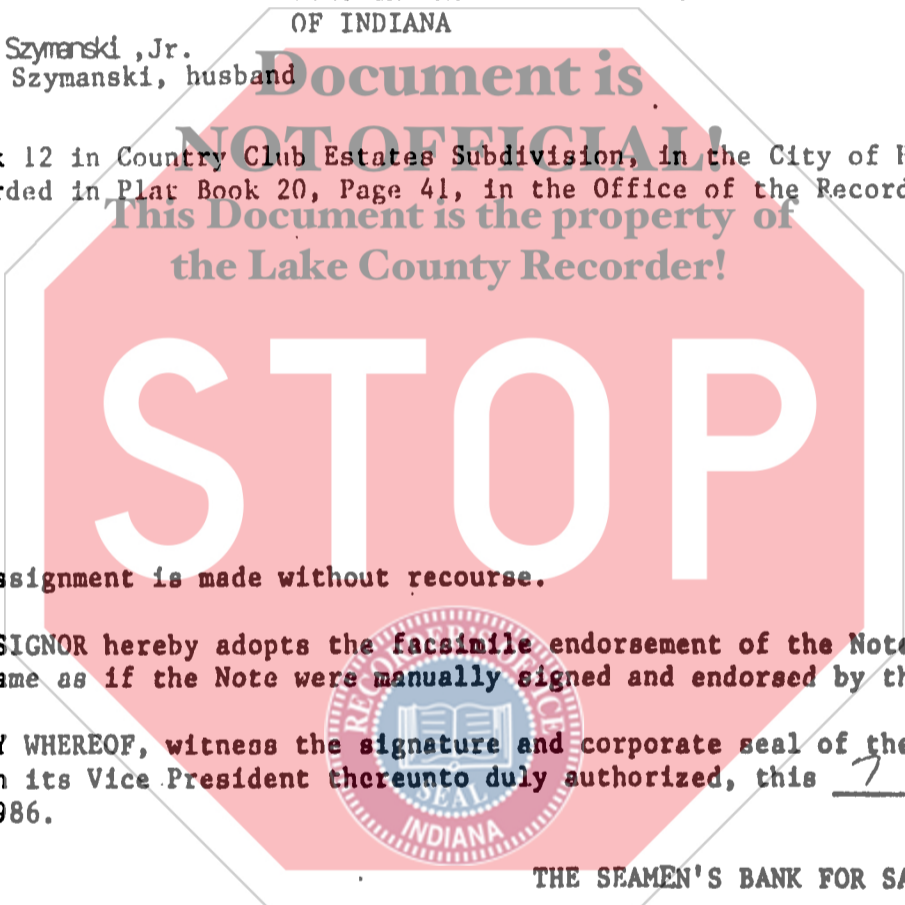 OF INDIANA
Szymanski ,Jr.
Szymanski, husband
Document is
NOT OFFICIAL!
12 in Country Club Estates Subdivision, in the City of
rded in Plat Book 20, Page 41, in the Office of the Record
This Document is the property of
the Lake County Recorder!
STOP
ssignment is made without recourse.
SIGNOR hereby adopts the facsimile endorsement of the Note
ame as if the Note were manually signed and endorsed by th
Y WHEREOF, witness the signature and corporate seal of the
n its Vice President thereunto duly authorized, this 7
986.
RECORDER'S OFFICE
SEAL
INDIANA
THE SEAMEN'S BANK FOR SA